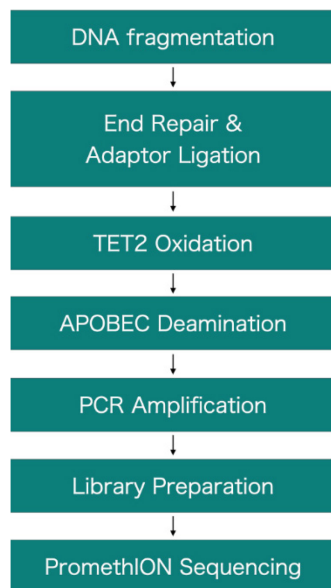 DNA fragmentation
End Repair &
Adaptor Ligation
TET2 Oxidation
APOBEC Deamination
PCR Amplification
Library Preparation
PromethION Sequencing